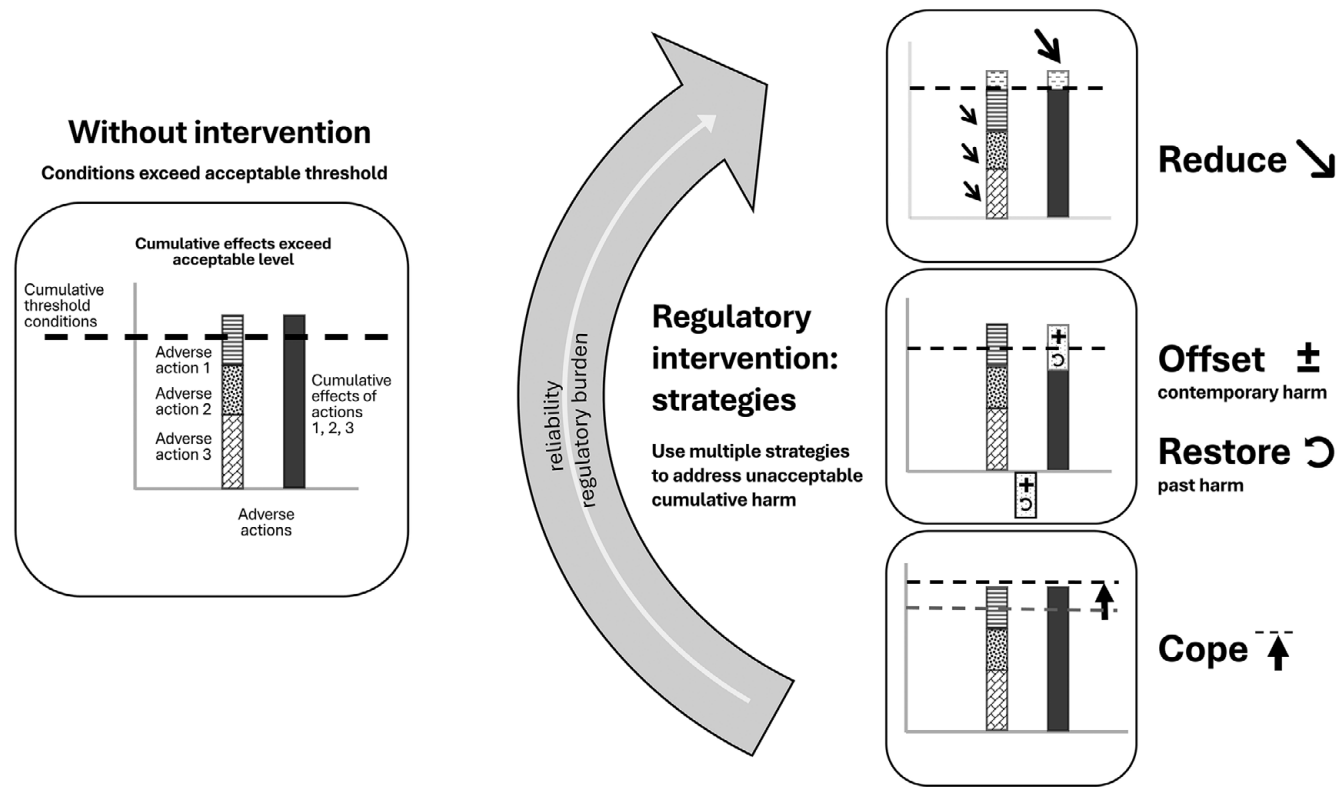 Without intervention
Conditions exceed acceptable threshold
Cumulative effects exceed
acceptable level
Cumulative
threshold
conditions
Adverse
action 1
Adverse
action 2
Adverse
action 3
Cumulative
effects of
actions
1, 2, 3
Adverse
actions
reliability
regulatory burden
Regulatory
intervention:
strategies
Use multiple strategies
to address unacceptable
cumulative harm
Reduce
Offset ±
contemporary harm
Restore
past harm
Cope